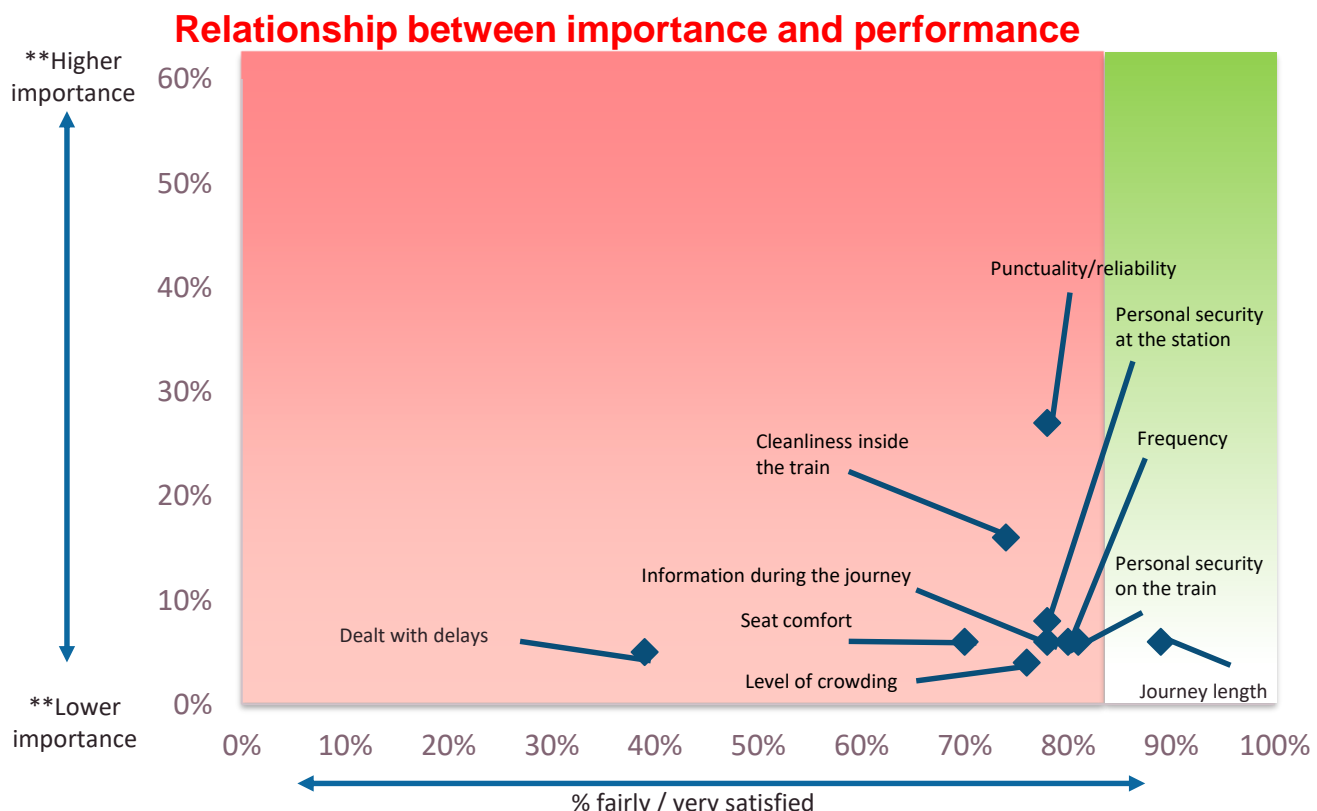 Relationship between importance and performance
**Higher
importance
60%
50%
40%
30%
20%
10%
0%
**Lower
importance
Punctuality/reliability
Personal security
at the station
Cleanliness inside
the train
Frequency
Information during the journey
Personal security
on the train
Seat comfort
Dealt with delays
Level of crowding
Journey length
0% 10% 20% 30% 40% 50% 60% 70% 80% 90% 100%
% fairly / very satisfied